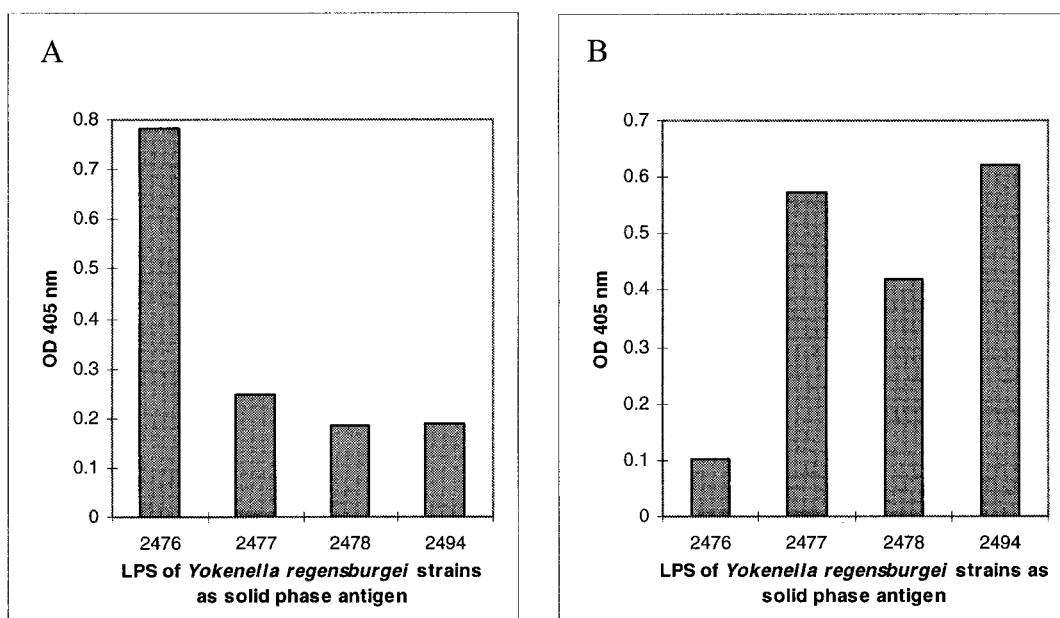 A
0.8
0.7
0.6
0.5
0.4
0.3
0.2
0.1
0
OD 405 nm
2476 2477 2478 2494
LPS of Yokenella regensburgei strains
as solid phase antigen
B
0.7
0.6
0.5
0.4
0.3
0.2
0.1
0
OD 405 nm
2476 2477 2478 2494
LPS of Yokenella regensburgei strains as
solid phase antigen